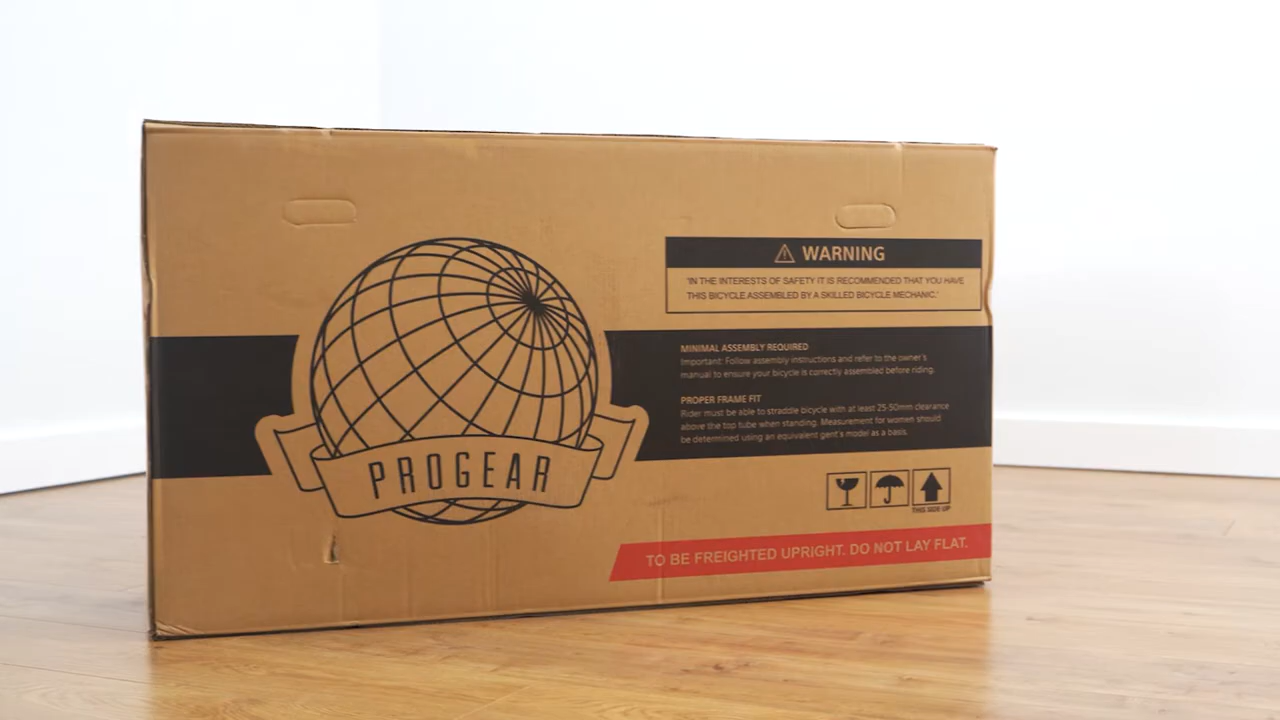 PROGEAR
WARNING
'IN THE INTERESTS OF SAFETY IT IS RECOMMENDED THAT YOU HAVE
THIS BICYCLE ASSEMBLED BY A SKILLED BICYCLE MECHANIC.'
MINIMAL ASSEMBLY REQUIRED
Important: Follow assembly instructions and refer to the owner's
manual to ensure your bicycle is correctly assembled before riding.
PROPER FRAME FIT
Rider must be able to straddle bicycle with at least 25-50mm clearance
above the top tube when standing. Measurement for women should
be determined using an equivalent gent's model as a basis.
THIS SIDE UP
TO BE FREIGHTED UPRIGHT. DO NOT LAY FLAT.